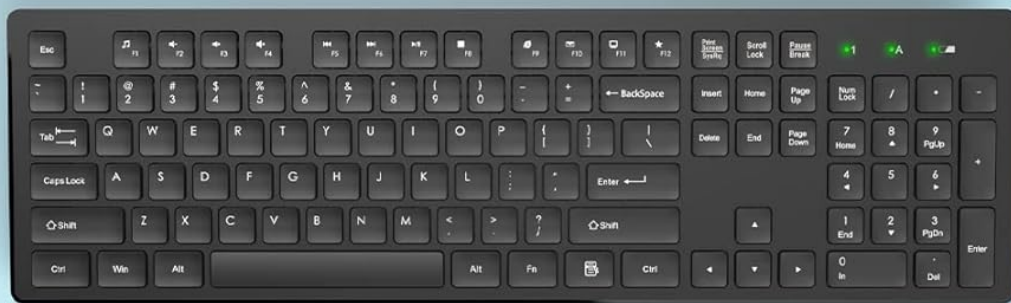 Esc F1 F2 F3 F4 F5 F6 F7 F8 F9 F10 F11 F12 Print Screen SysRq Scroll Lock Pause Break 1 A
~ ! 1 @ 2 # 3 $ 4 % 5 ^ 6 & 7 * 8 ( 9 ) 0 - + = BackSpace Insert Home Page Up Num Lock / * -
Tab Q W E R T Y U I O P { [ } ] | \ Delete End Page Down 7 Home 8 9 PgUp +
Caps Lock A S D F G H J K L : ; Enter 4 5 6
Shift Z X C V B N M < > ? / Shift 1 End 2 3 PgDn Enter
Ctrl Win Alt Alt Fn Ctrl 0 In . Del